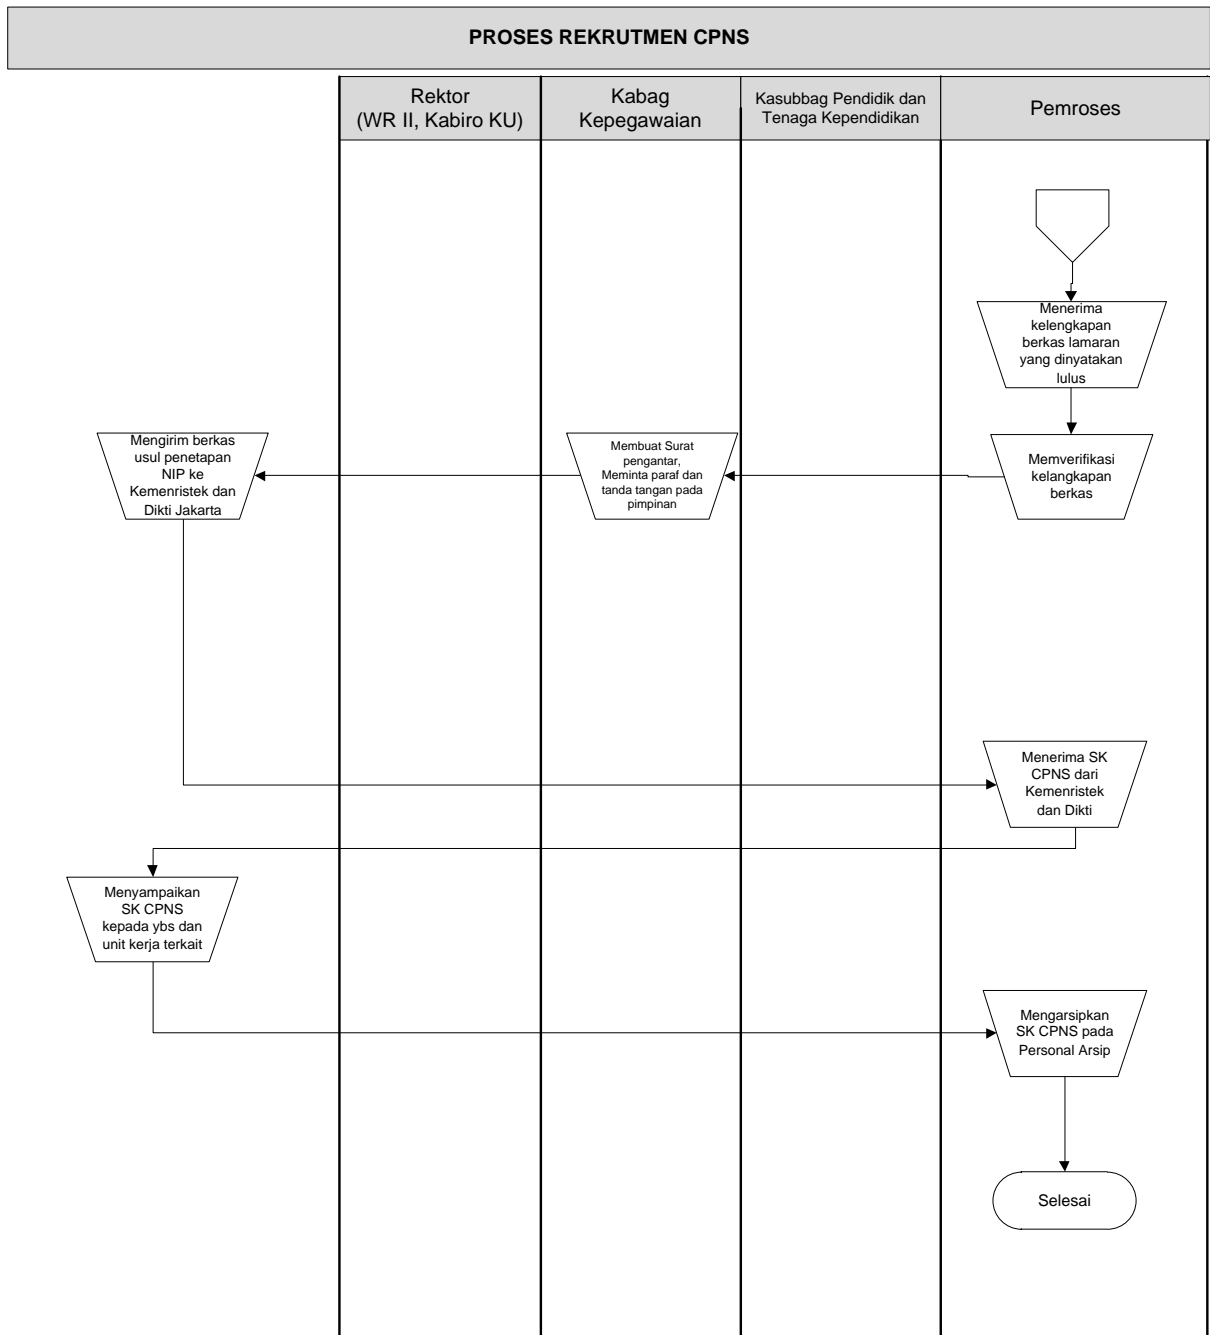 PROSES REKRUTMEN CPNS
Rektor
(WR II, Kabiro KU)
Kabag
Kepegawaian
Kasubbag Pendidik dan
Tenaga Kependidikan
Pemroses
Menerima
kelengkapan
berkas lamaran
yang dinyatakan
lulus
Mengirim berkas
usul penetapan
NIP ke
Kemenristek dan
Dikti Jakarta
Membuat Surat
pengantar,
Meminta paraf dan
tanda tangan pada
pimpinan
Memverifikasi
kelangkapan
berkas
Menerima SK
CPNS dari
Kemenristek
dan Dikti
Menyampaikan
SK CPNS
kepada ybs dan
unit kerja terkait
Mengarsipkan
SK CPNS pada
Personal Arsip
Selesai